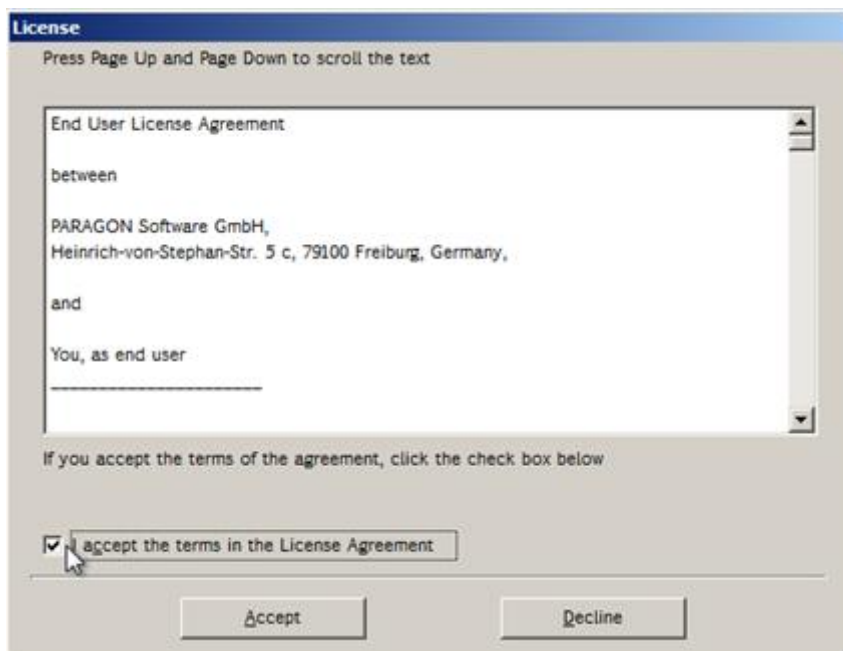 License
Press Page Up and Page Down to scroll the text
End User License Agreement
between
PARAGON Software GmbH,
Heinrich-von-Stephan-Str. 5 c, 79100 Freiburg, Germany,
and
You, as end user
______________________
If you accept the terms of the agreement, click the check box below
I accept the terms in the License Agreement
Accept
Decline